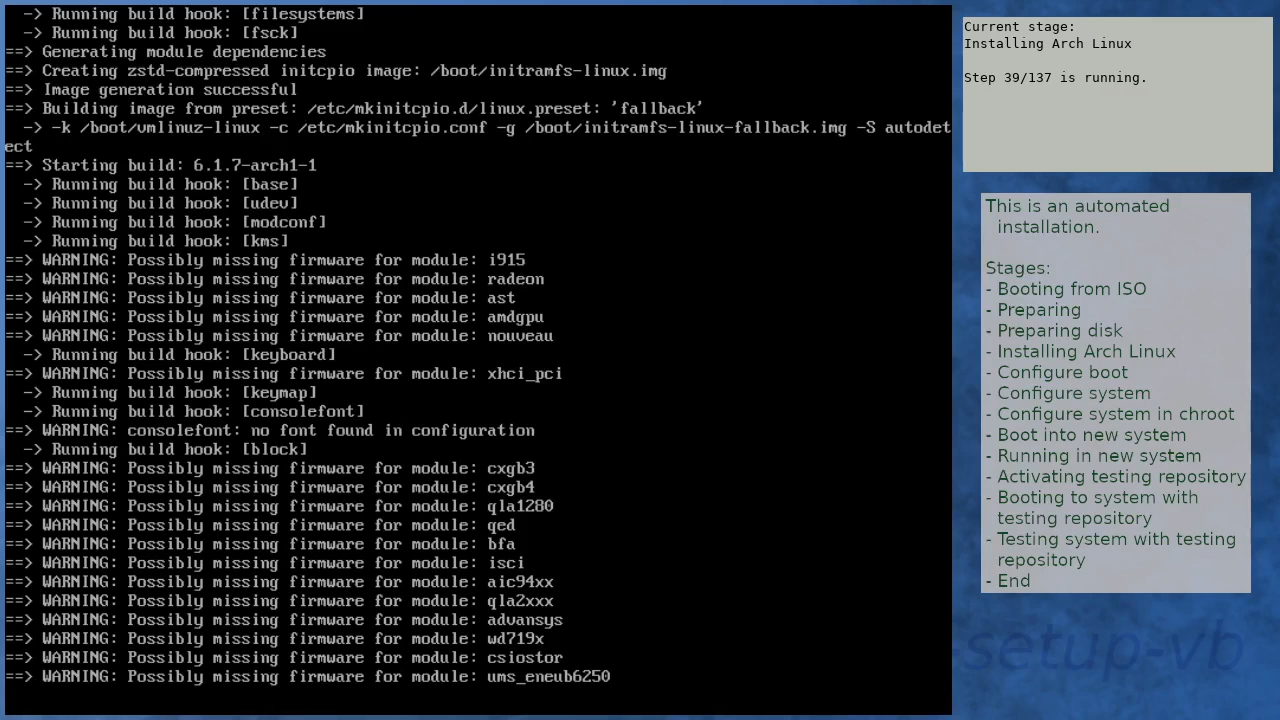 -> Running build hook: [filesystems]
-> Running build hook: [fsck]
==> Generating module dependencies
==> Creating zstd-compressed initcpio image: /boot/initramfs-linux.img
==> Image generation successful
==> Building image from preset: /etc/mkinitcpio.d/linux.preset: 'fallback'
-> -k /boot/vmlinuz-linux -c /etc/mkinitcpio.conf -g /boot/initramfs-linux-fallback.img -S autodet
ect
==> Starting build: 6.1.7-arch1-1
-> Running build hook: [base]
-> Running build hook: [udev]
-> Running build hook: [modconf]
-> Running build hook: [kms]
==> WARNING: Possibly missing firmware for module: i915
==> WARNING: Possibly missing firmware for module: radeon
==> WARNING: Possibly missing firmware for module: ast
==> WARNING: Possibly missing firmware for module: amdgpu
==> WARNING: Possibly missing firmware for module: nouveau
-> Running build hook: [keyboard]
==> WARNING: Possibly missing firmware for module: xhci_pci
-> Running build hook: [keymap]
-> Running build hook: [consolefont]
==> WARNING: consolefont: no font found in configuration
-> Running build hook: [block]
==> WARNING: Possibly missing firmware for module: cxgb3
==> WARNING: Possibly missing firmware for module: cxgb4
==> WARNING: Possibly missing firmware for module: qla1280
==> WARNING: Possibly missing firmware for module: qed
==> WARNING: Possibly missing firmware for module: bfa
==> WARNING: Possibly missing firmware for module: isci
==> WARNING: Possibly missing firmware for module: aic94xx
==> WARNING: Possibly missing firmware for module: qla2xxx
==> WARNING: Possibly missing firmware for module: advansys
==> WARNING: Possibly missing firmware for module: wd719x
==> WARNING: Possibly missing firmware for module: csiostor
==> WARNING: Possibly missing firmware for module: ums_eneub6250
Current stage:
Installing Arch Linux
Step 39/137 is running.
This is an automated
installation.
Stages:
- Booting from ISO
- Preparing
- Preparing disk
- Installing Arch Linux
- Configure boot
- Configure system
- Configure system in chroot
- Boot into new system
- Running in new system
- Activating testing repository
- Booting to system with
testing repository
- Testing system with testing
repository
- End
setup-vb